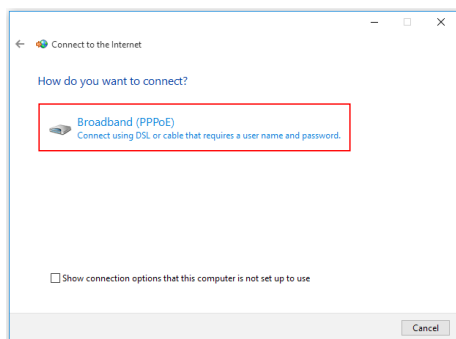 Connect to the Internet
How do you want to connect?
Broadband (PPPoE)
Connect using DSL or cable that requires a user name and password.
Show connection options that this computer is not set up to use
Cancel